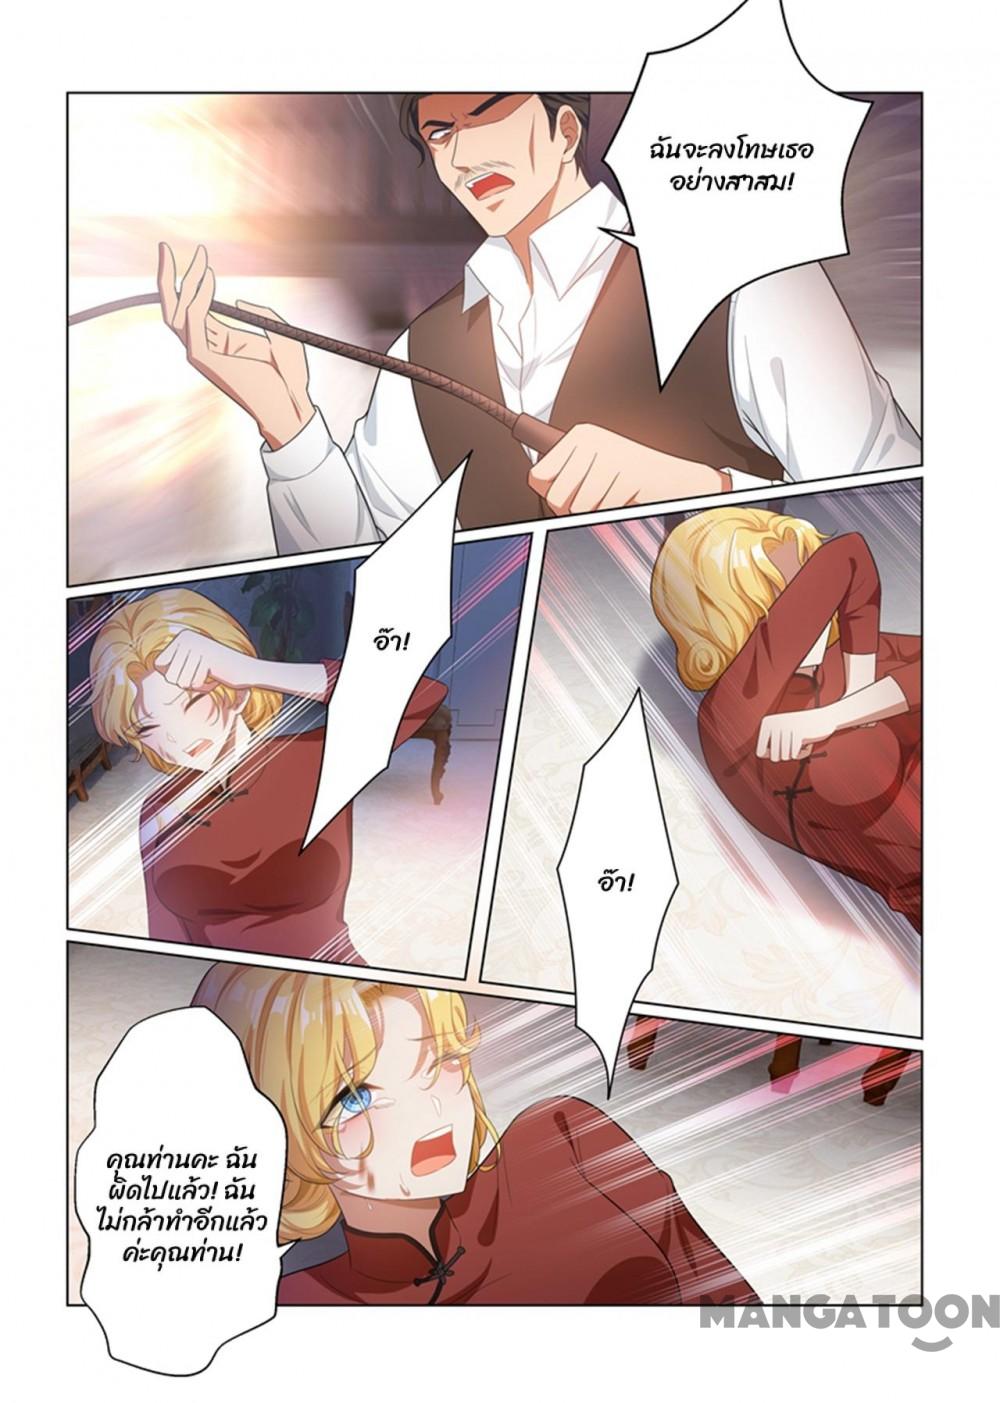 ฉันจะลงโทษเธอ
อย่างสาสม!
อ๊า!
อ๊า!
คุณท่านคะ ฉัน
ผิดไปแล้ว! ฉัน
ไม่กล้าทำอีกแล้ว
ค่ะคุณท่าน!
MANGATOON